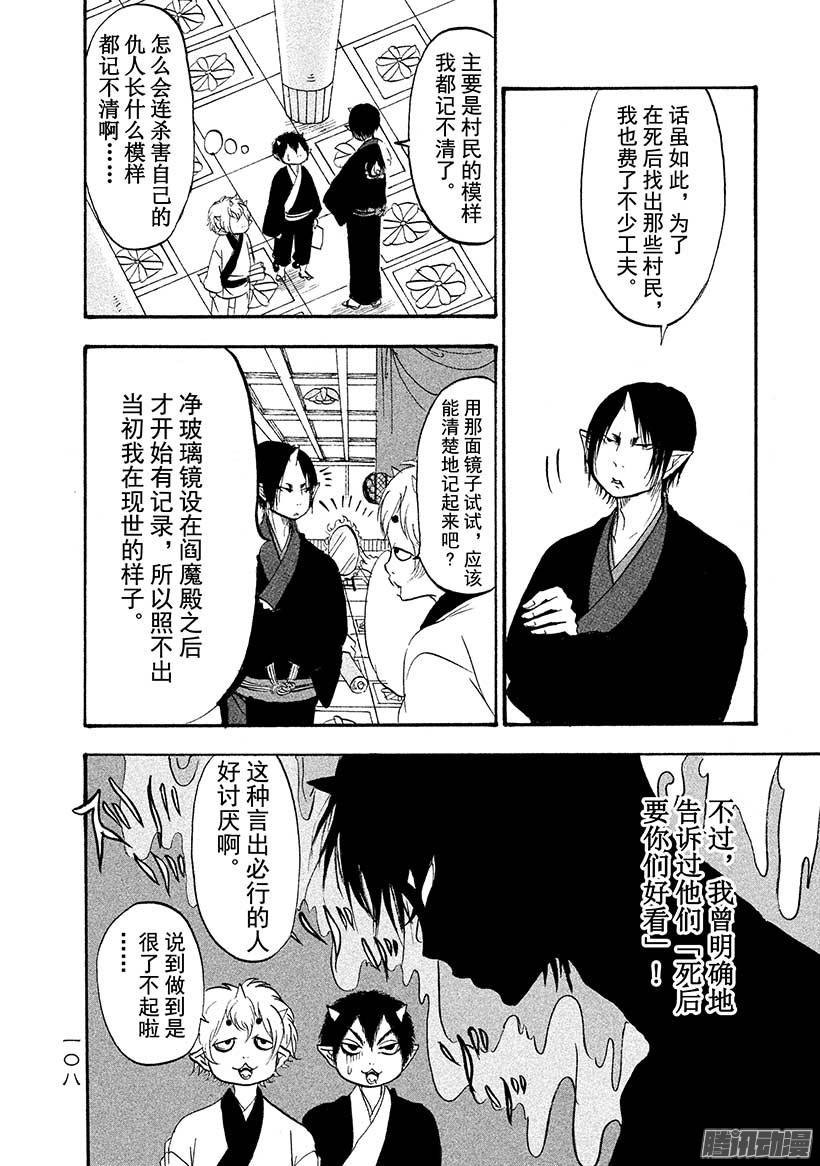 话虽如此，为了
在死后找出那些村民，
我也费了不少工夫。
主要是村民的模样
我都记不清了。
怎么会连杀害自己的
仇人长什么模样
都记不清啊……
用那面镜子试试，应该
能清楚地记起来吧？
净玻璃镜设在阎魔殿之后
才开始有记录，所以照不出
当初我在现世的样子。
不过，我曾明确地
告诉过他们「死后
要你们好看」！
这种言出必行的人
好讨厌啊。
说到做到是
很了不起啦
……
一〇八
腾讯动漫